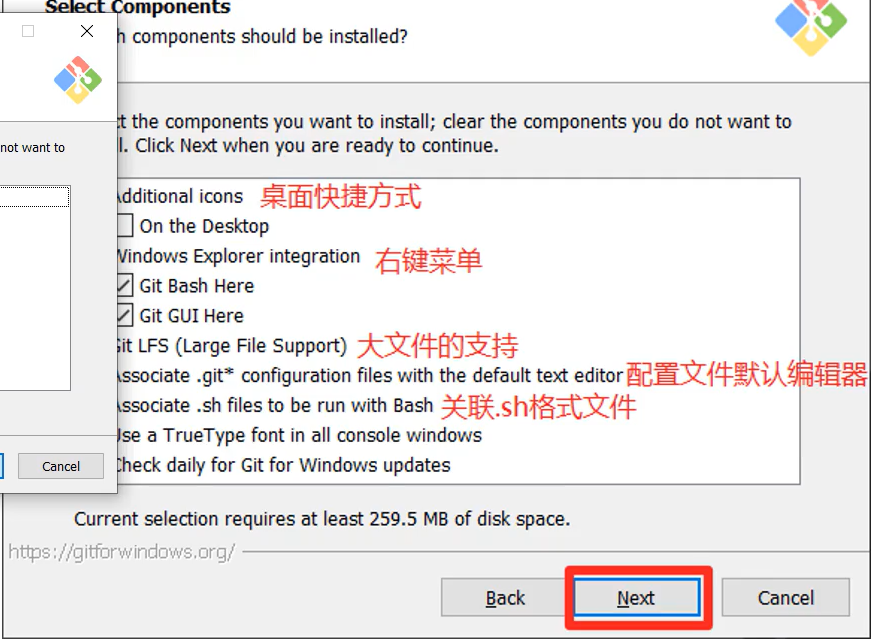 Select Components
h components should be installed?
not want to
ct the components you want to install; clear the components you do not want to
l. Click Next when you are ready to continue.
Additional icons 桌面快捷方式
On the Desktop
Windows Explorer integration 右键菜单
Git Bash Here
Git GUI Here
Git LFS (Large File Support) 大文件的支持
Associate .git* configuration files with the default text editor 配置文件默认编辑器
Associate .sh files to be run with Bash 关联.sh格式文件
Use a TrueType font in all console windows
Check daily for Git for Windows updates
Cancel
Current selection requires at least 259.5 MB of disk space.
https://gitforwindows.org/
Back Next Cancel